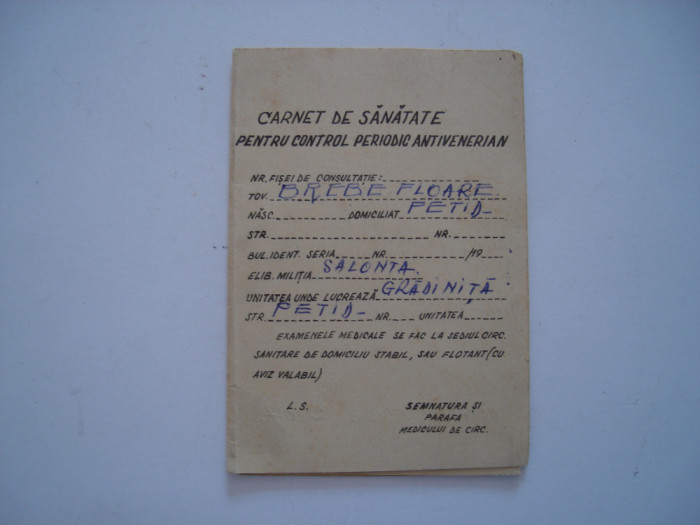 CARNET DE SĂNĂTATE
PENTRU CONTROL PERIODIC ANTIVENERIAN
NR. FIȘEI DE CONSULTAȚIE:
TOV. BREBE FLOARE
NĂSC. DOMICILIAT PETID
STR. NR.
BUL. IDENT. SERIA NR. /19
ELIB. MILIȚIA SALONTA
UNITATEA UNDE LUCREAZĂ GRĂDINIȚĂ
STR. PETID NR. UNITATEA
EXAMENELE MEDICALE SE FAC LA SEDIUL CIRC.
SANITARE DE DOMICILIU STABIL, SAU FLOTANT (CU
AVIZ VALABIL)
L.S. SEMNATURA ȘI
PARAFA
MEDICULUI DE CIRC.